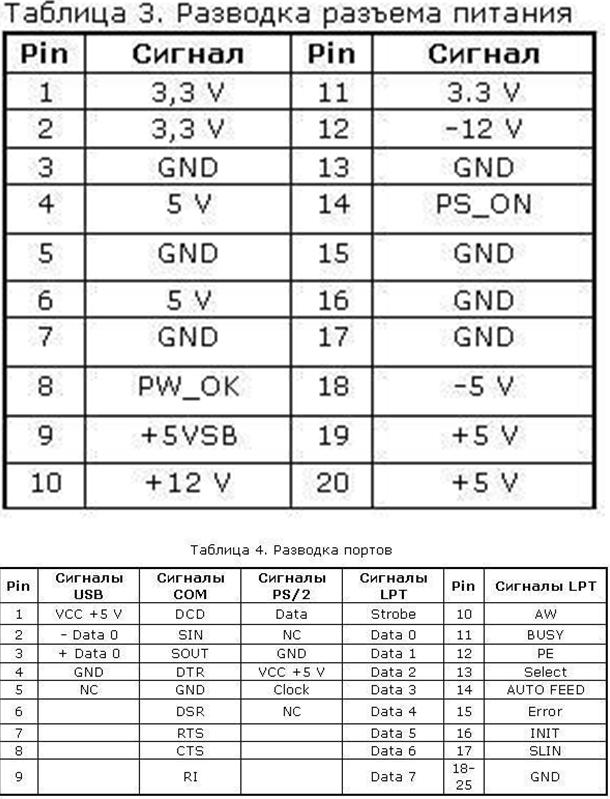 Таблица 3. Разводка разъема питания
Pin Сигнал Pin Сигнал
1 3,3 V 11 3.3 V
2 3,3 V 12 -12 V
3 GND 13 GND
4 5 V 14 PS_ON
5 GND 15 GND
6 5 V 16 GND
7 GND 17 GND
8 PW_OK 18 -5 V
9 +5VSB 19 +5 V
10 +12 V 20 +5 V
Таблица 4. Разводка портов
Pin Сигналы USB Сигналы COM Сигналы PS/2 Сигналы LPT Pin Сигналы LPT
1 VCC +5 V DCD Data Strobe 10 AW
2 - Data 0 SIN NC Data 0 11 BUSY
3 + Data 0 SOUT GND Data 1 12 PE
4 GND DTR VCC +5 V Data 2 13 Select
5 NC GND Clock Data 3 14 AUTO FEED
6 DSR NC Data 4 15 Error
7 RTS Data 5 16 INIT
8 CTS Data 6 17 SLIN
9 RI Data 7 18-25 GND